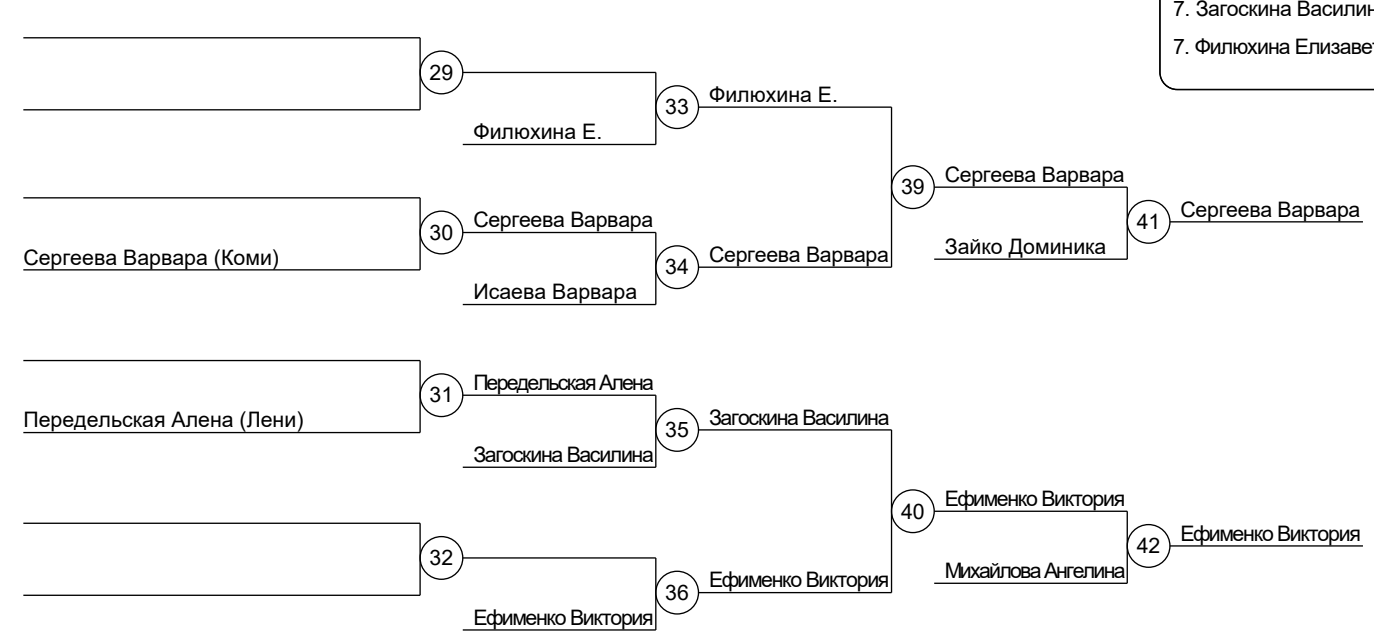 7. Загоскина Василин
7. Филюхина Елизавет
29
33
Филюхина Е.
Филюхина Е.
39
Сергеева Варвара
30
Сергеева Варвара
41
Сергеева Варвара
Сергеева Варвара (Коми)
34
Сергеева Варвара
Зайко Доминика
Исаева Варвара
31
Передельская Алена
Передельская Алена (Лени)
35
Загоскина Василина
Загоскина Василина
40
Ефименко Виктория
32
42
Ефименко Виктория
36
Ефименко Виктория
Михайлова Ангелина
Ефименко Виктория